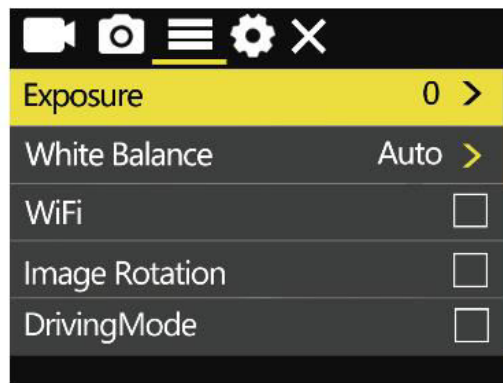 Exposure 0 >
White Balance Auto >
WiFi
Image Rotation
DrivingMode